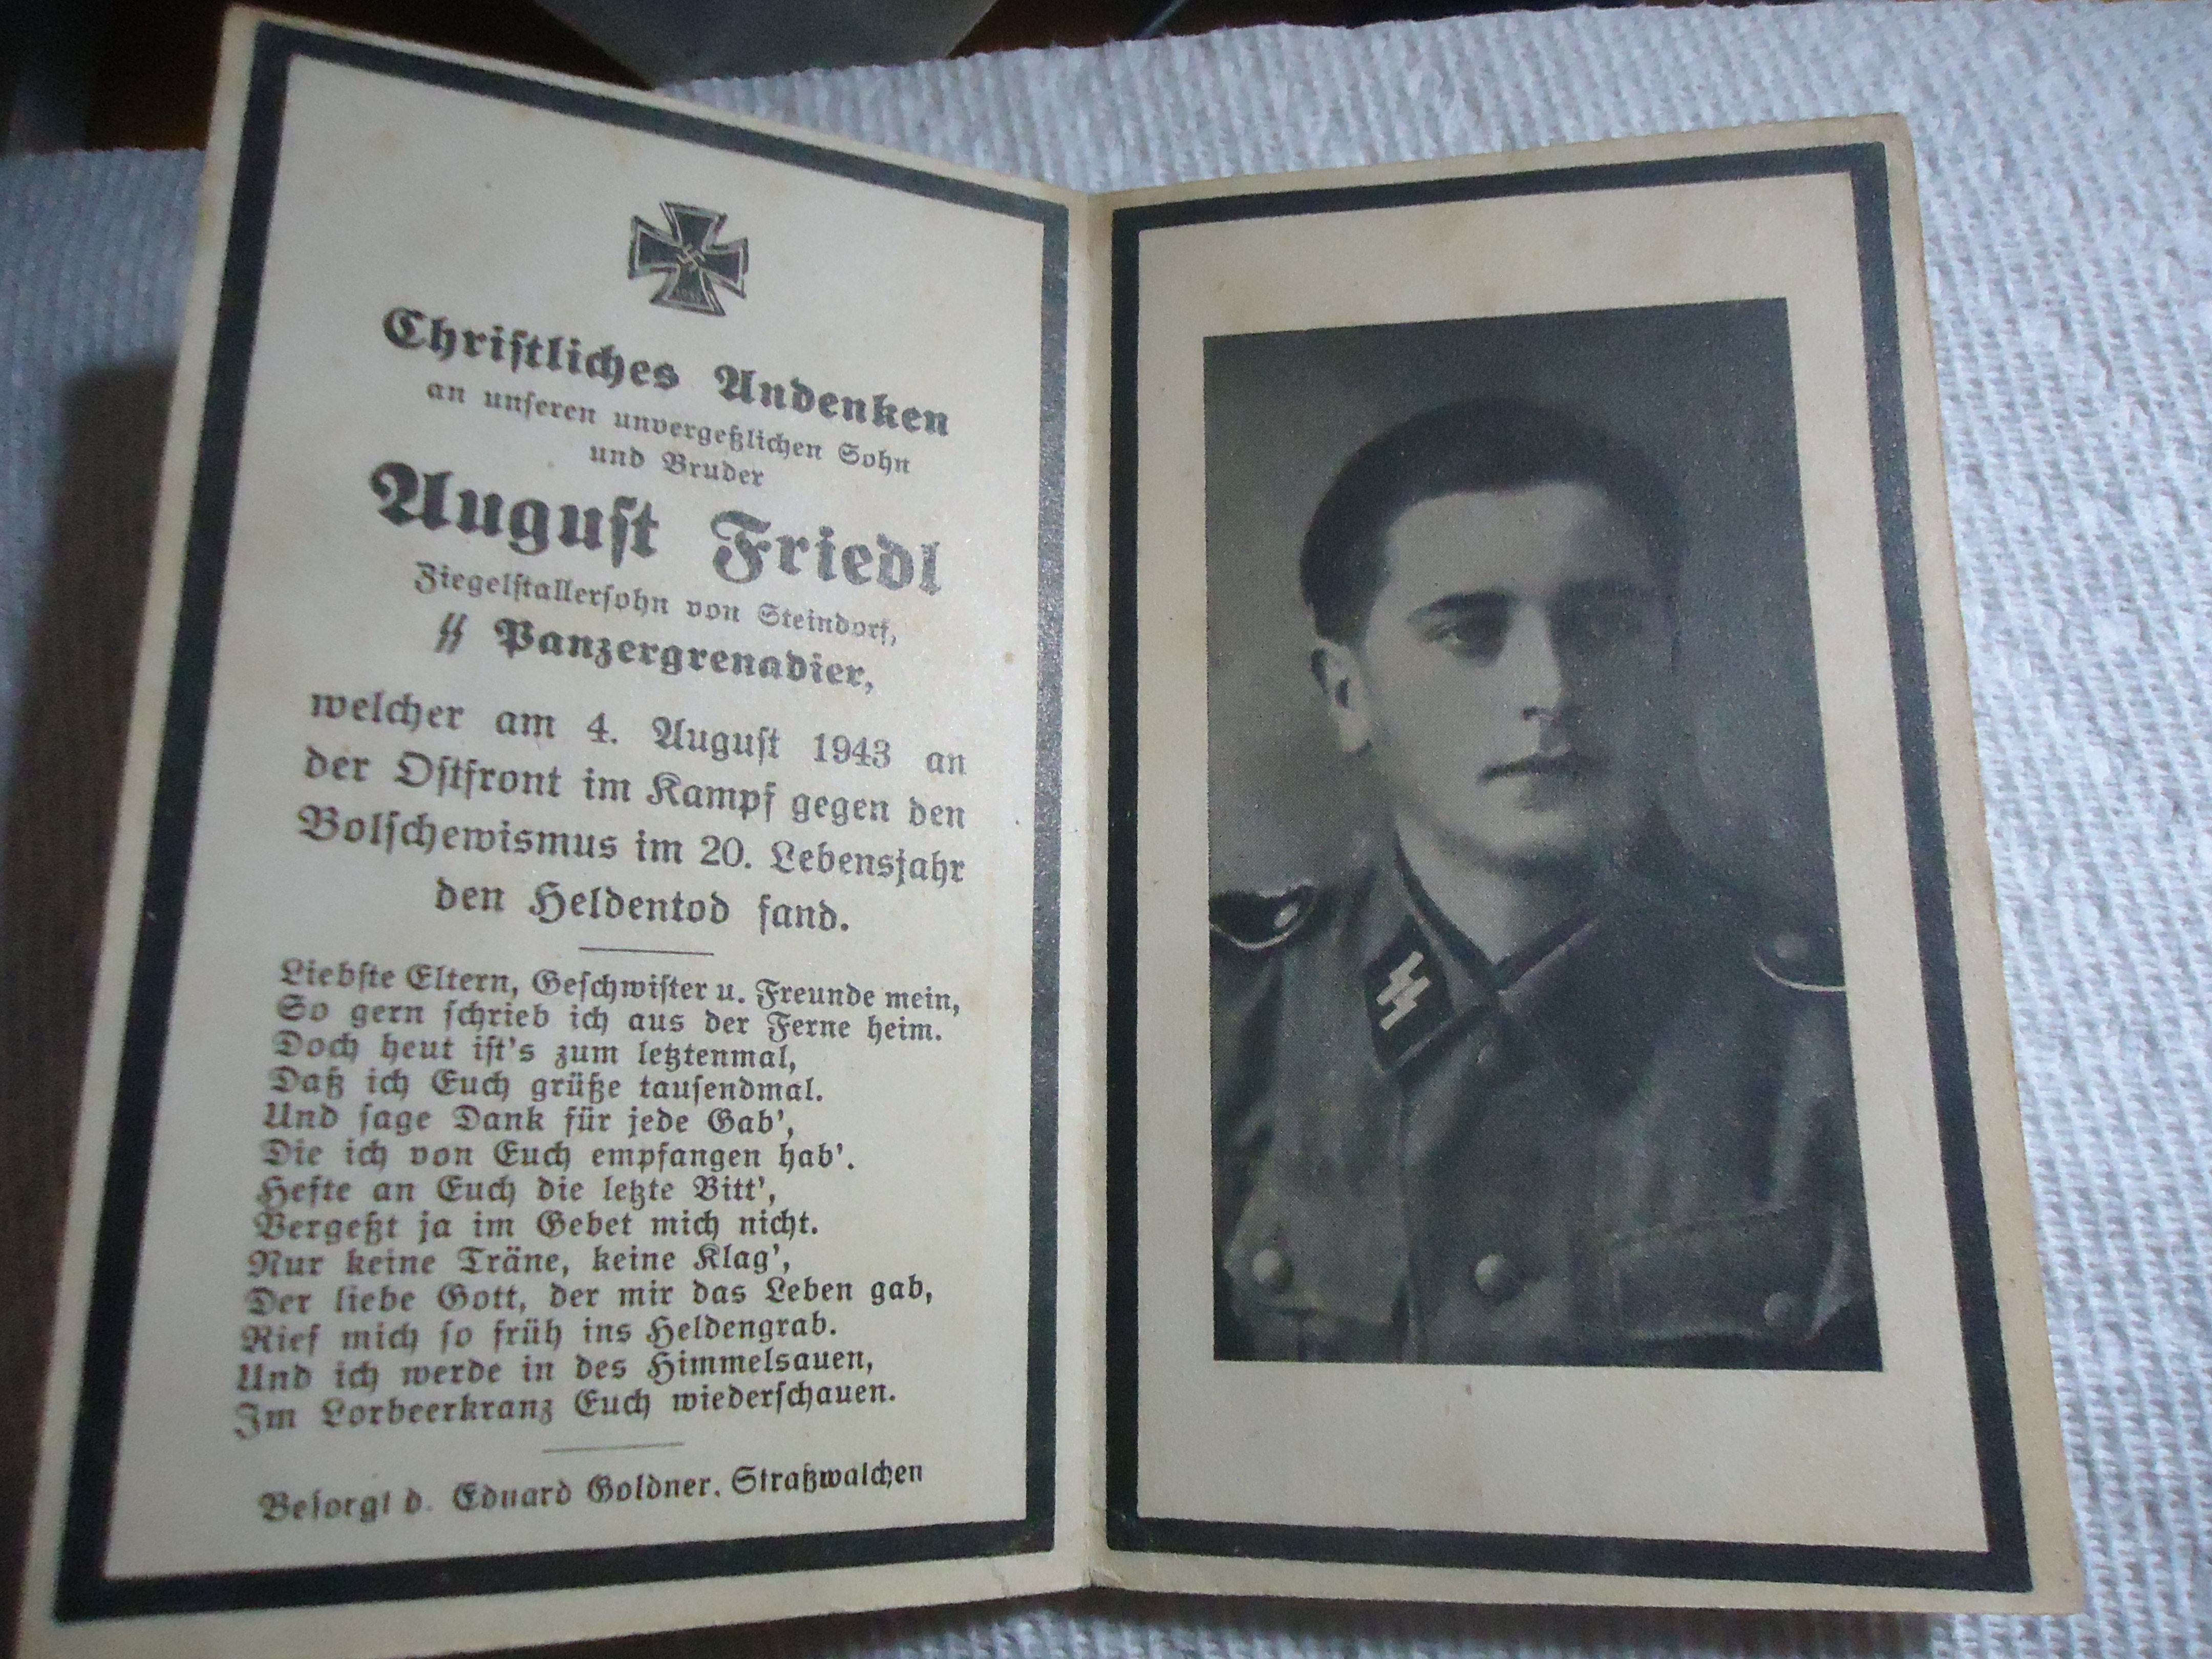 Christliches Andenken
an unseren unvergeßlichen Sohn
und Bruder
August Friedl
Ziegelstallersohn von Steindorf,
SS Panzergrenadier,
welcher am 4. August 1943 an
der Ostfront im Kampf gegen den
Bolschewismus im 20. Lebensjahr
den Heldentod fand.
Liebste Eltern, Geschwister u. Freunde mein,
So gern schrieb ich aus der Ferne heim.
Doch heut ist's zum letztenmal,
Daß ich Euch grüße tausendmal.
Und sage Dank für jede Gab',
Die ich von Euch empfangen hab'.
Hefte an Euch die letzte Bitt',
Vergeßt ja im Gebet mich nicht.
Nur keine Träne, keine Klag',
Der liebe Gott, der mir das Leben gab,
Rief mich so früh ins Heldengrab.
Und ich werde in des Himmelsauen,
Im Lorbeerkranz Euch wiederschauen.
Besorgt d. Eduard Goldner, Straßwalchen
SS